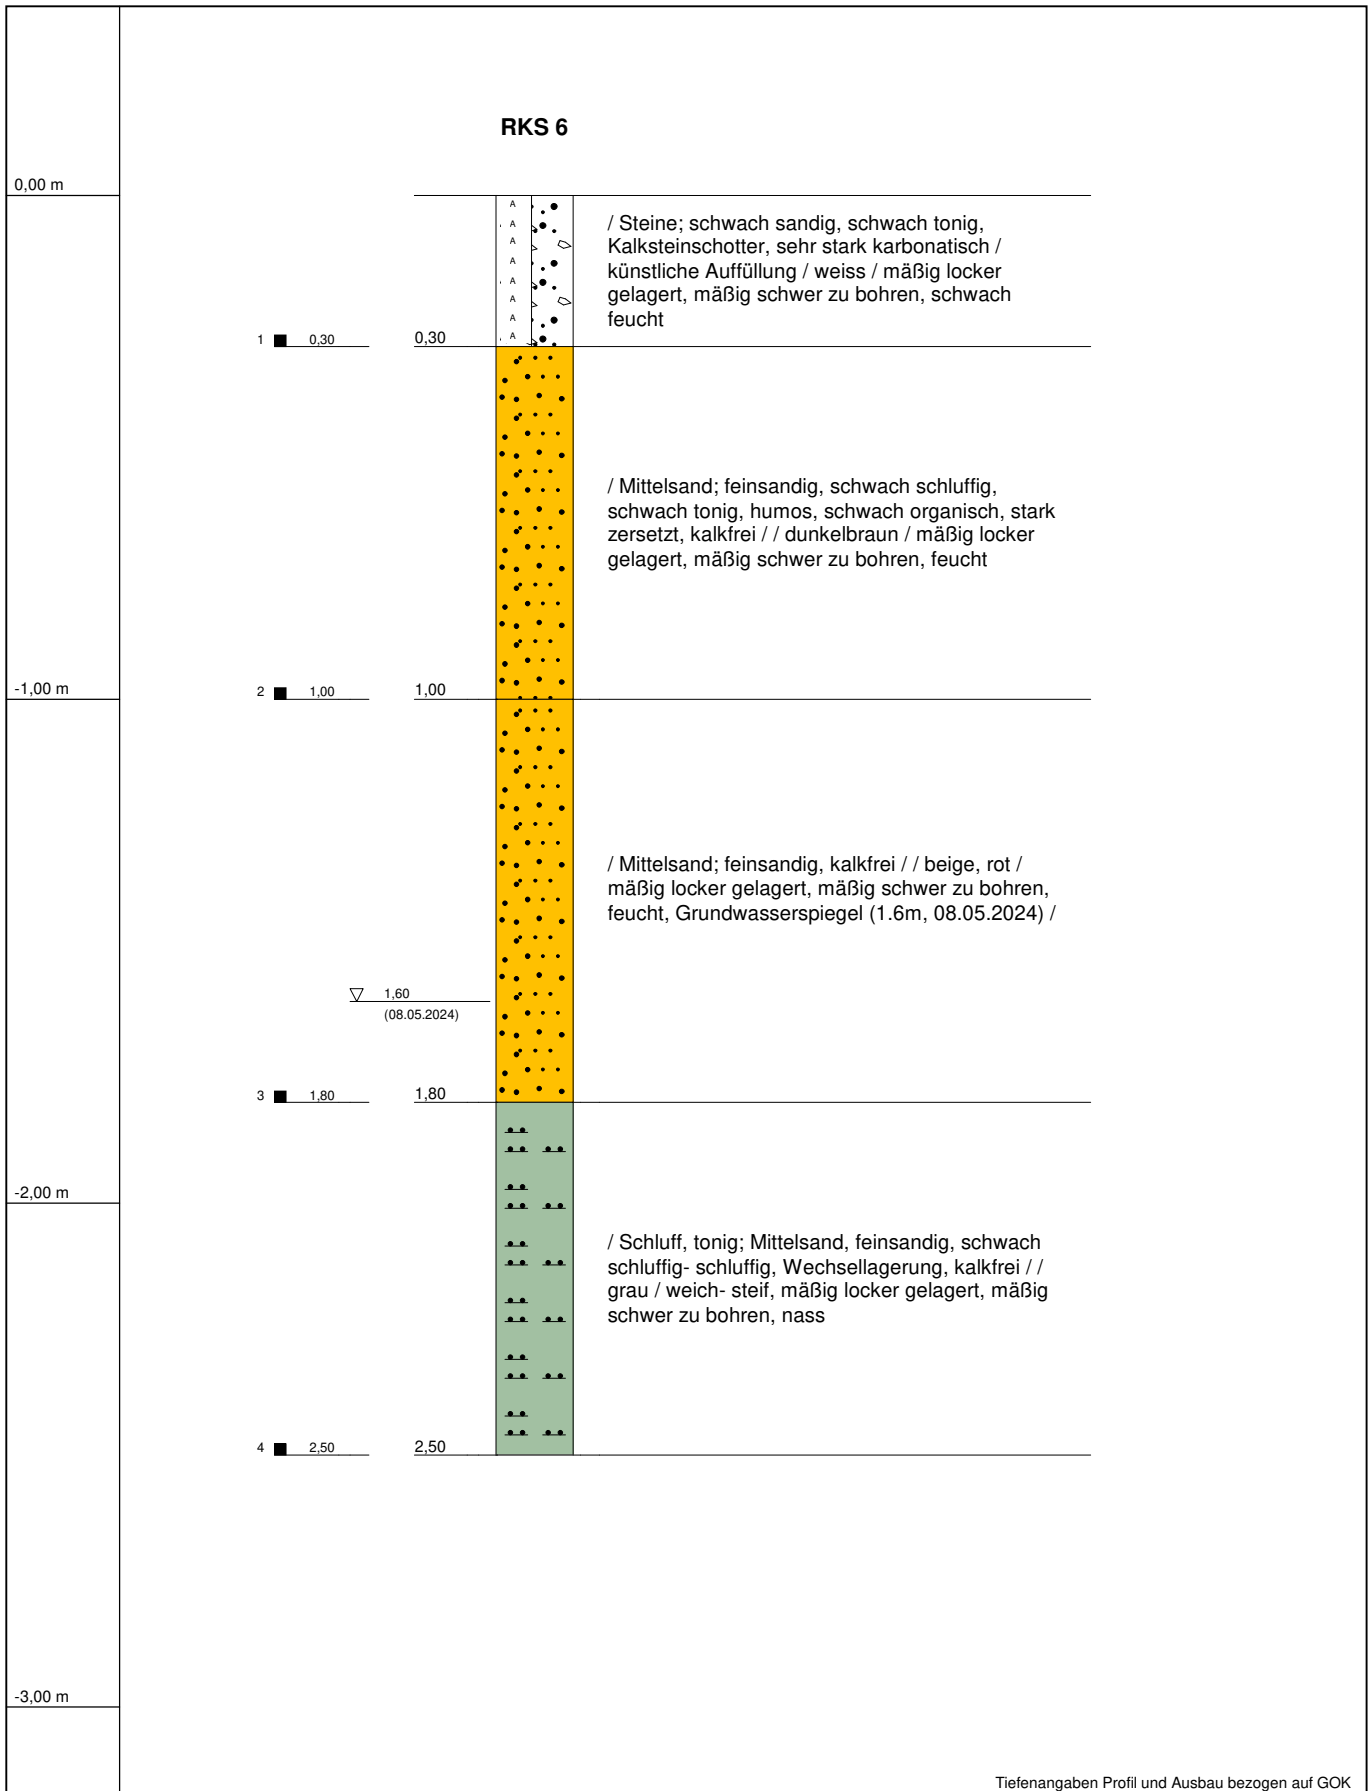 RKS 6
0,00 m
A
A
A
A
A
A
A
A
/ Steine; schwach sandig, schwach tonig,
Kalksteinschotter, sehr stark karbonatisch /
künstliche Auffüllung / weiss / mäßig locker
gelagert, mäßig schwer zu bohren, schwach
feucht
1 0,30 0,30
/ Mittelsand; feinsandig, schwach schluffig,
schwach tonig, humos, schwach organisch, stark
zersetzt, kalkfrei / / dunkelbraun / mäßig locker
gelagert, mäßig schwer zu bohren, feucht
-1,00 m 2 1,00 1,00
/ Mittelsand; feinsandig, kalkfrei / / beige, rot /
mäßig locker gelagert, mäßig schwer zu bohren,
feucht, Grundwasserspiegel (1.6m, 08.05.2024) /
1,60
(08.05.2024)
3 1,80 1,80
-2,00 m
/ Schluff, tonig; Mittelsand, feinsandig, schwach
schluffig- schluffig, Wechsellagerung, kalkfrei / /
grau / weich- steif, mäßig locker gelagert, mäßig
schwer zu bohren, nass
4 2,50 2,50
-3,00 m
Tiefenangaben Profil und Ausbau bezogen auf GOK